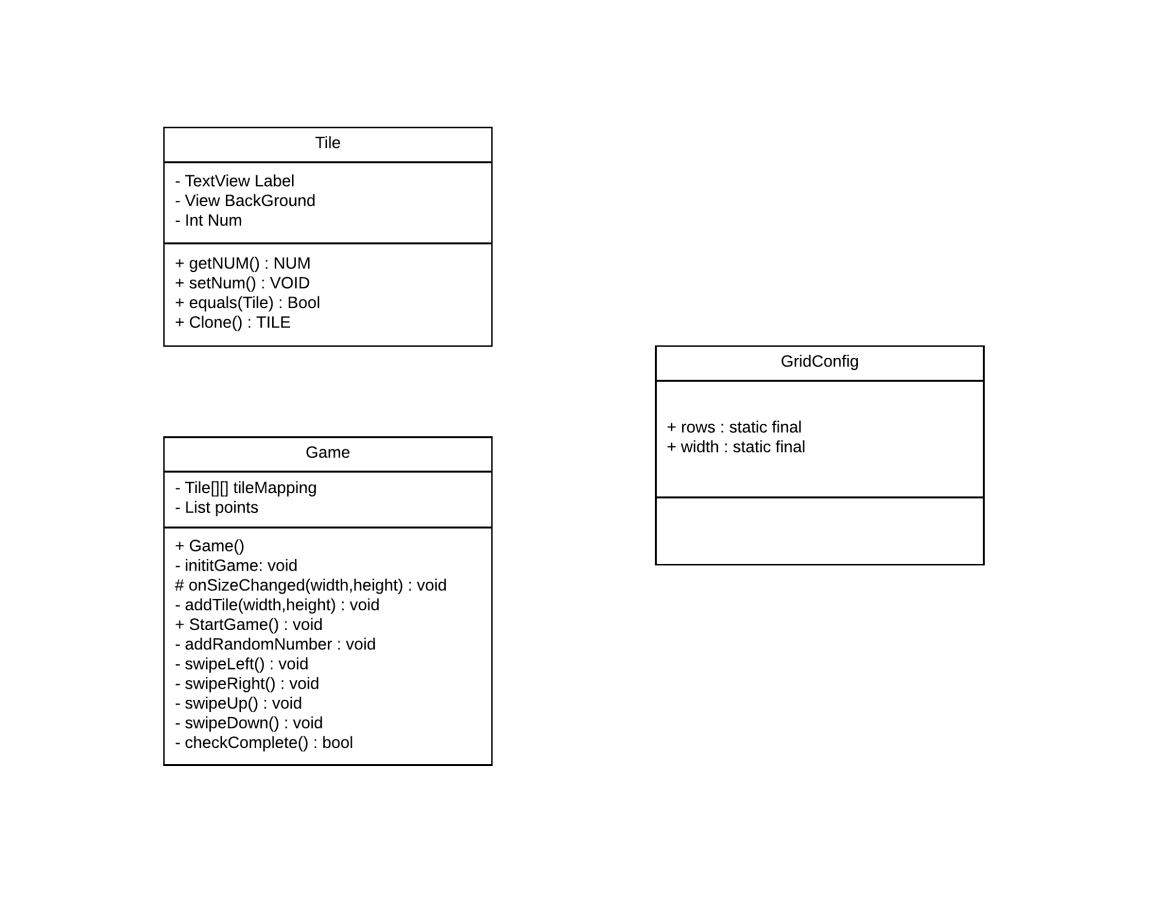 Tile
- TextView Label
- View BackGround
- Int Num
+ getNUM() : NUM
+ setNum() : VOID
+ equals(Tile) : Bool
+ Clone() : TILE
Game
- Tile[][] tileMapping
- List points
+ Game()
- inititGame: void
# onSizeChanged(width,height) : void
- addTile(width,height) : void
+ StartGame() : void
- addRandomNumber : void
- swipeLeft() : void
- swipeRight() : void
- swipeUp() : void
- swipeDown() : void
- checkComplete() : bool
GridConfig
+ rows : static final
+ width : static final